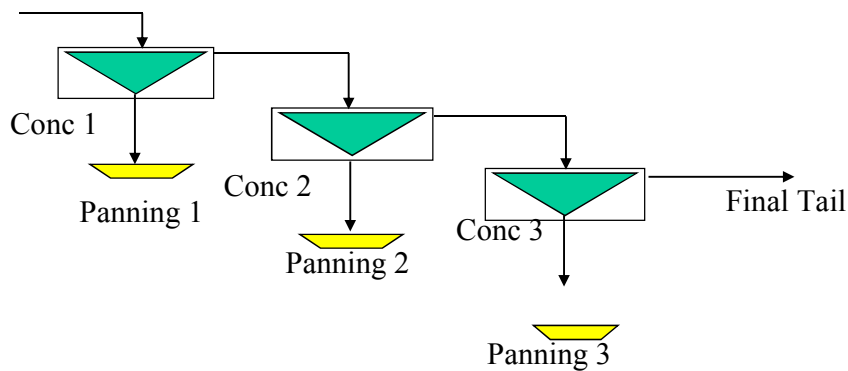 Conc 1
Panning 1
Conc 2
Panning 2
Conc 3
Final Tail
Panning 3